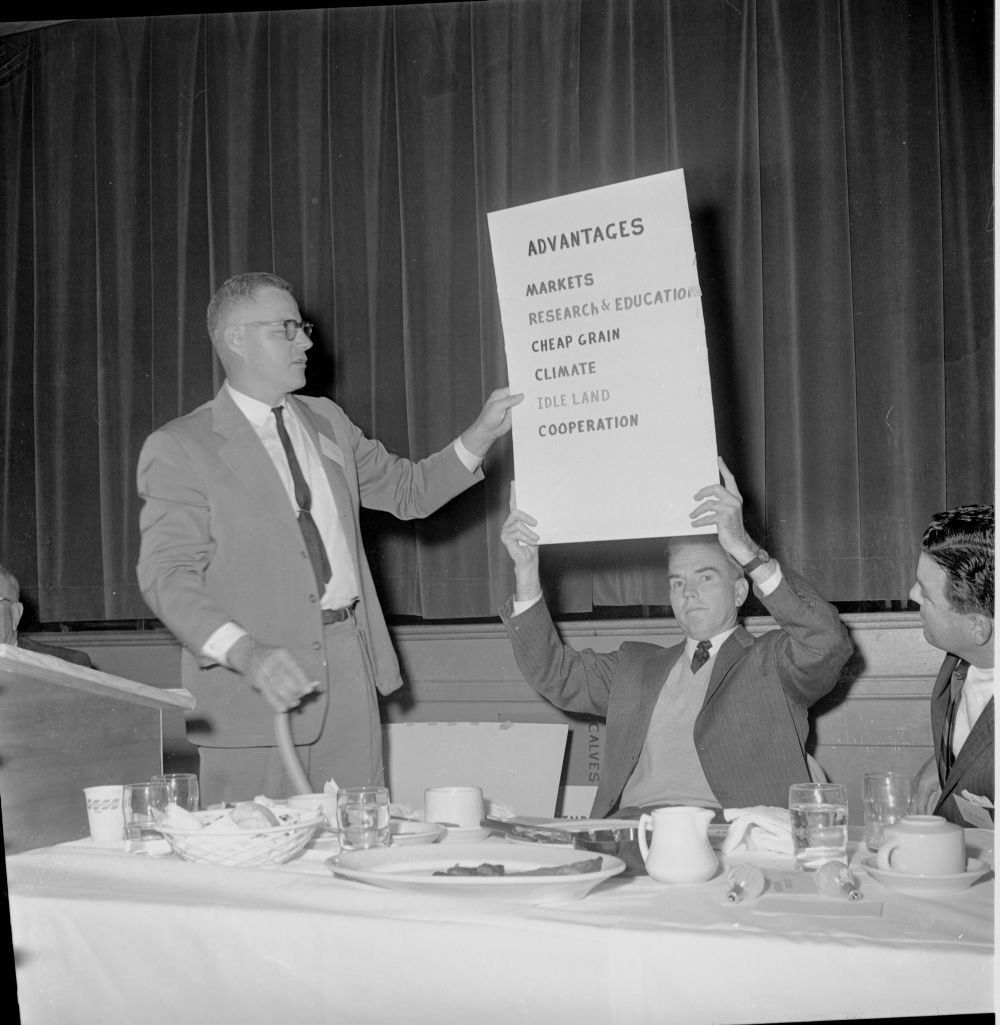 ADVANTAGES
MARKETS
RESEARCH & EDUCATION
CHEAP GRAIN
CLIMATE
IDLE LAND
COOPERATION
CALVES